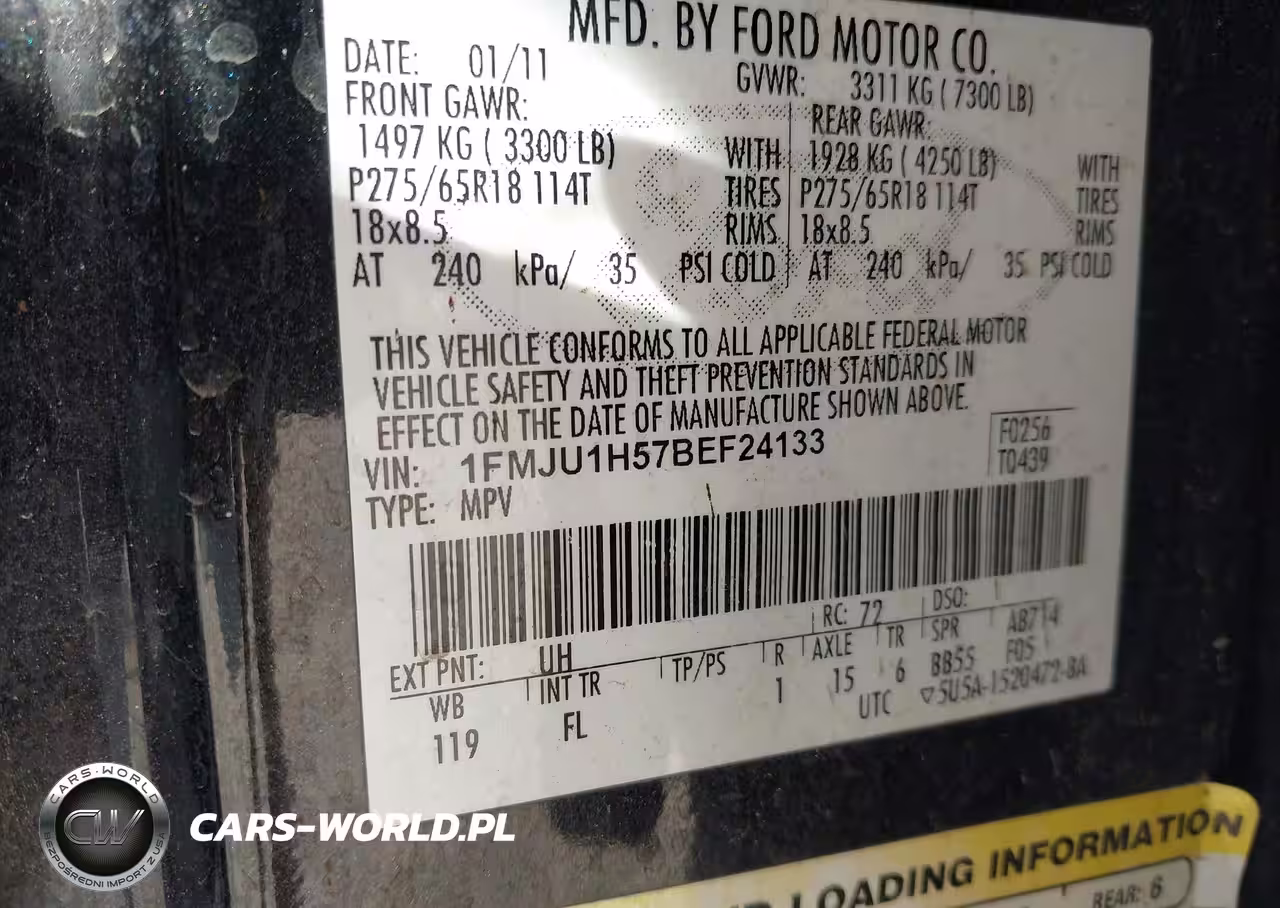 MFD. BY FORD MOTOR CO.
DATE: 01/11 GVWR: 3311 KG ( 7300 LB)
FRONT GAWR: REAR GAWR:
1497 KG ( 3300 LB) WITH 1928 KG ( 4250 LB) WITH
P275/65R18 114T TIRES P275/65R18 114T TIRES
18x8.5 RIMS 18x8.5 RIMS
AT 240 kPa/ 35 PSI COLD AT 240 kPa/ 35 PSI COLD
THIS VEHICLE CONFORMS TO ALL APPLICABLE FEDERAL MOTOR
VEHICLE SAFETY AND THEFT PREVENTION STANDARDS IN
EFFECT ON THE DATE OF MANUFACTURE SHOWN ABOVE.
VIN: 1FMJU1H57BEF24133 F0256
TYPE: MPV T0439
EXT PNT: UH RC: 72 DSO:
WB INT TR TP/PS R AXLE TR SPR AB714
119 FL 1 15 6 BB55 F05
UTC ▽5U5A-1520472-BA
CARS-WORLD
CW
BEZPOŚREDNI IMPORT Z USA
CARS-WORLD.PL
LOADING INFORMATION
REAR: 6